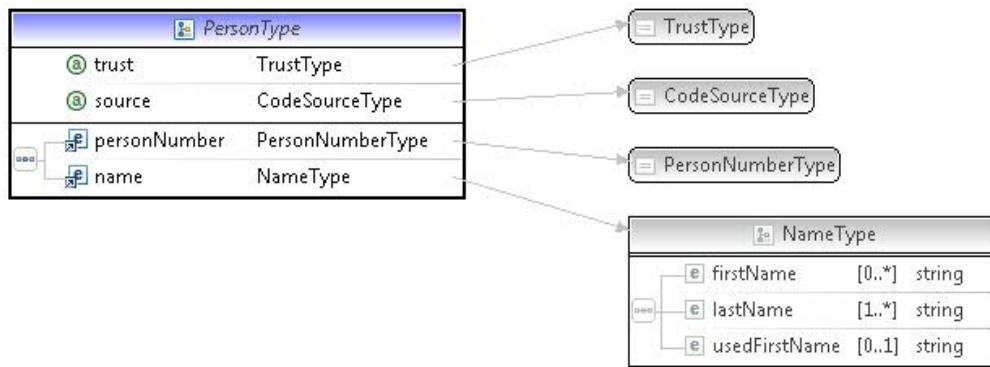 PersonType
trust TrustType
source CodeSourceType
personNumber PersonNumberType
name NameType
TrustType
CodeSourceType
PersonNumberType
NameType
firstName [0..*] string
lastName [1..*] string
usedFirstName [0..1] string